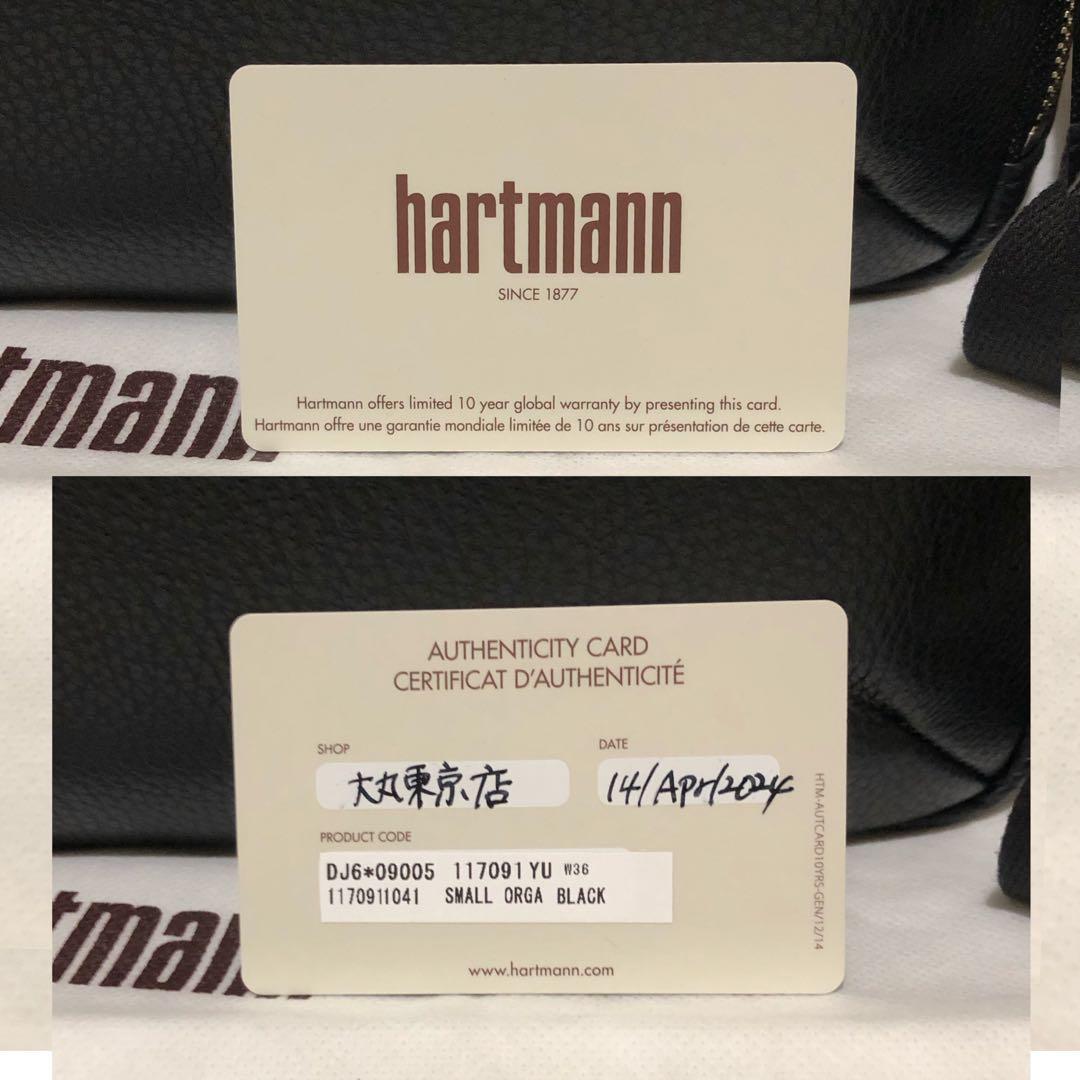 hartmann
SINCE 1877
Hartmann offers limited 10 year global warranty by presenting this card.
Hartmann offre une garantie mondiale limitée de 10 ans sur présentation de cette carte.
tmann
AUTHENTICITY CARD
CERTIFICAT D'AUTHENTICITÉ
SHOP
DATE
大丸東京店
14/Apr/2024
PRODUCT CODE
DJ6*09005 117091YU W36
1170911041 SMALL ORGA BLACK
HTM-AUTCARD10YRS-GEN/12/14
www.hartmann.com
tman